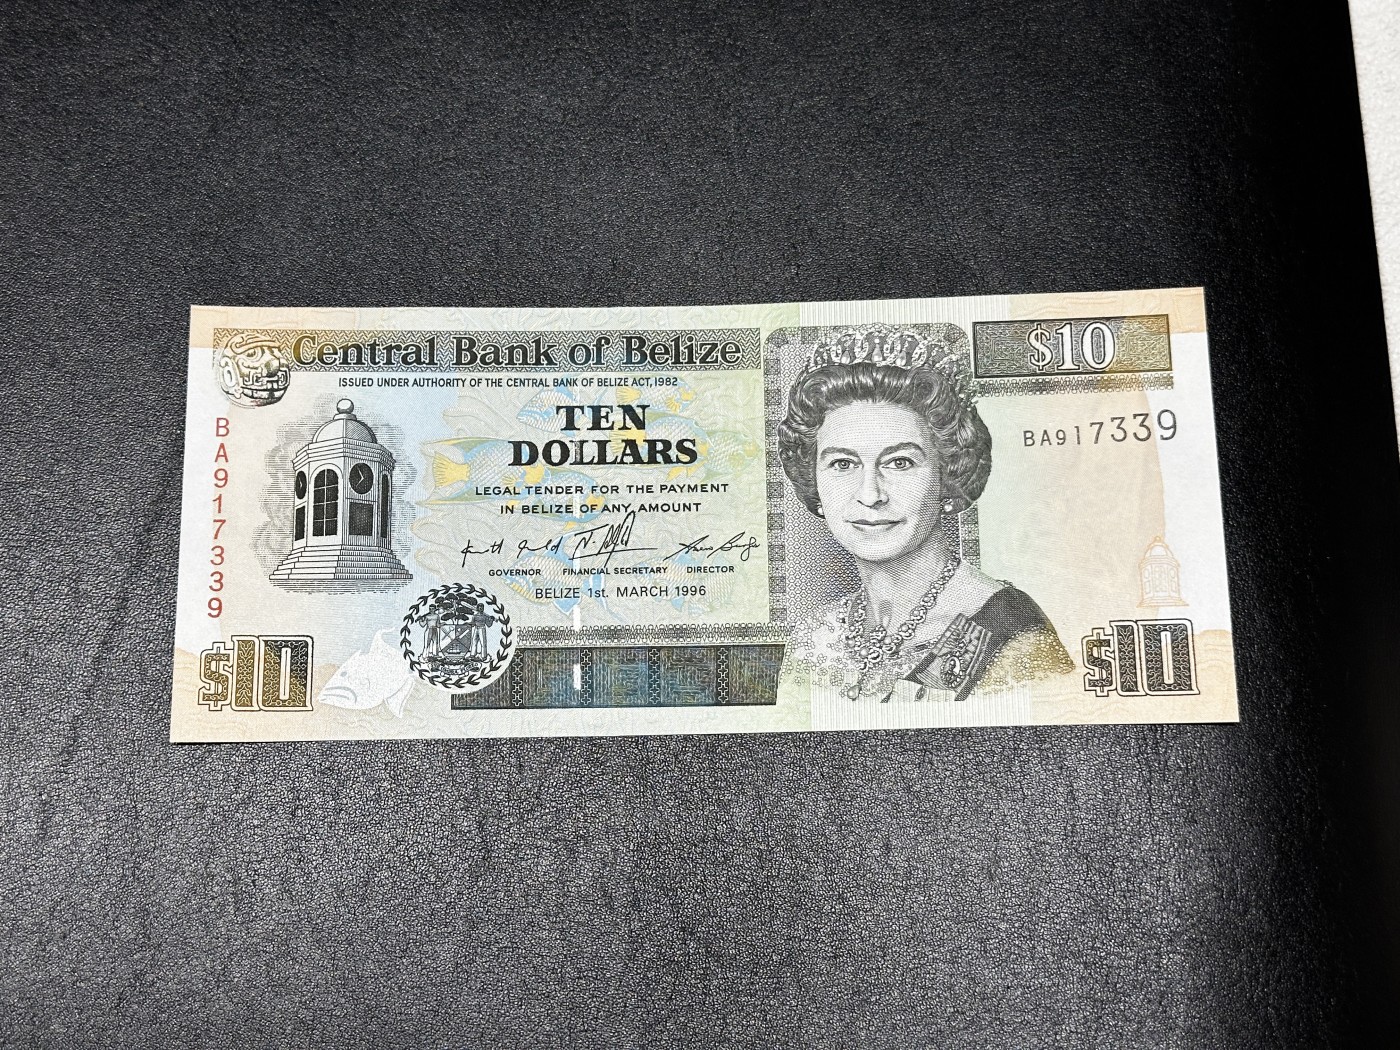 Central Bank of Belize
ISSUED UNDER AUTHORITY OF THE CENTRAL BANK OF BELIZE ACT, 1982
$10
TEN
DOLLARS
BA917339
BA917339
LEGAL TENDER FOR THE PAYMENT
IN BELIZE OF ANY AMOUNT
GOVERNOR FINANCIAL SECRETARY DIRECTOR
BELIZE 1st. MARCH 1996
$10
$10